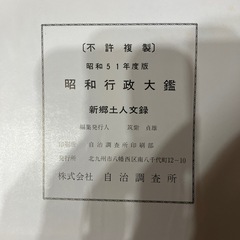 〔不許複製〕
昭和51年度版
昭和行政大鑑
新郷土人文録
編集発行人
印刷所 自治調査所印刷部
発行所 北九州市八幡西区南八千代町12-16
株式会社 自治調査所